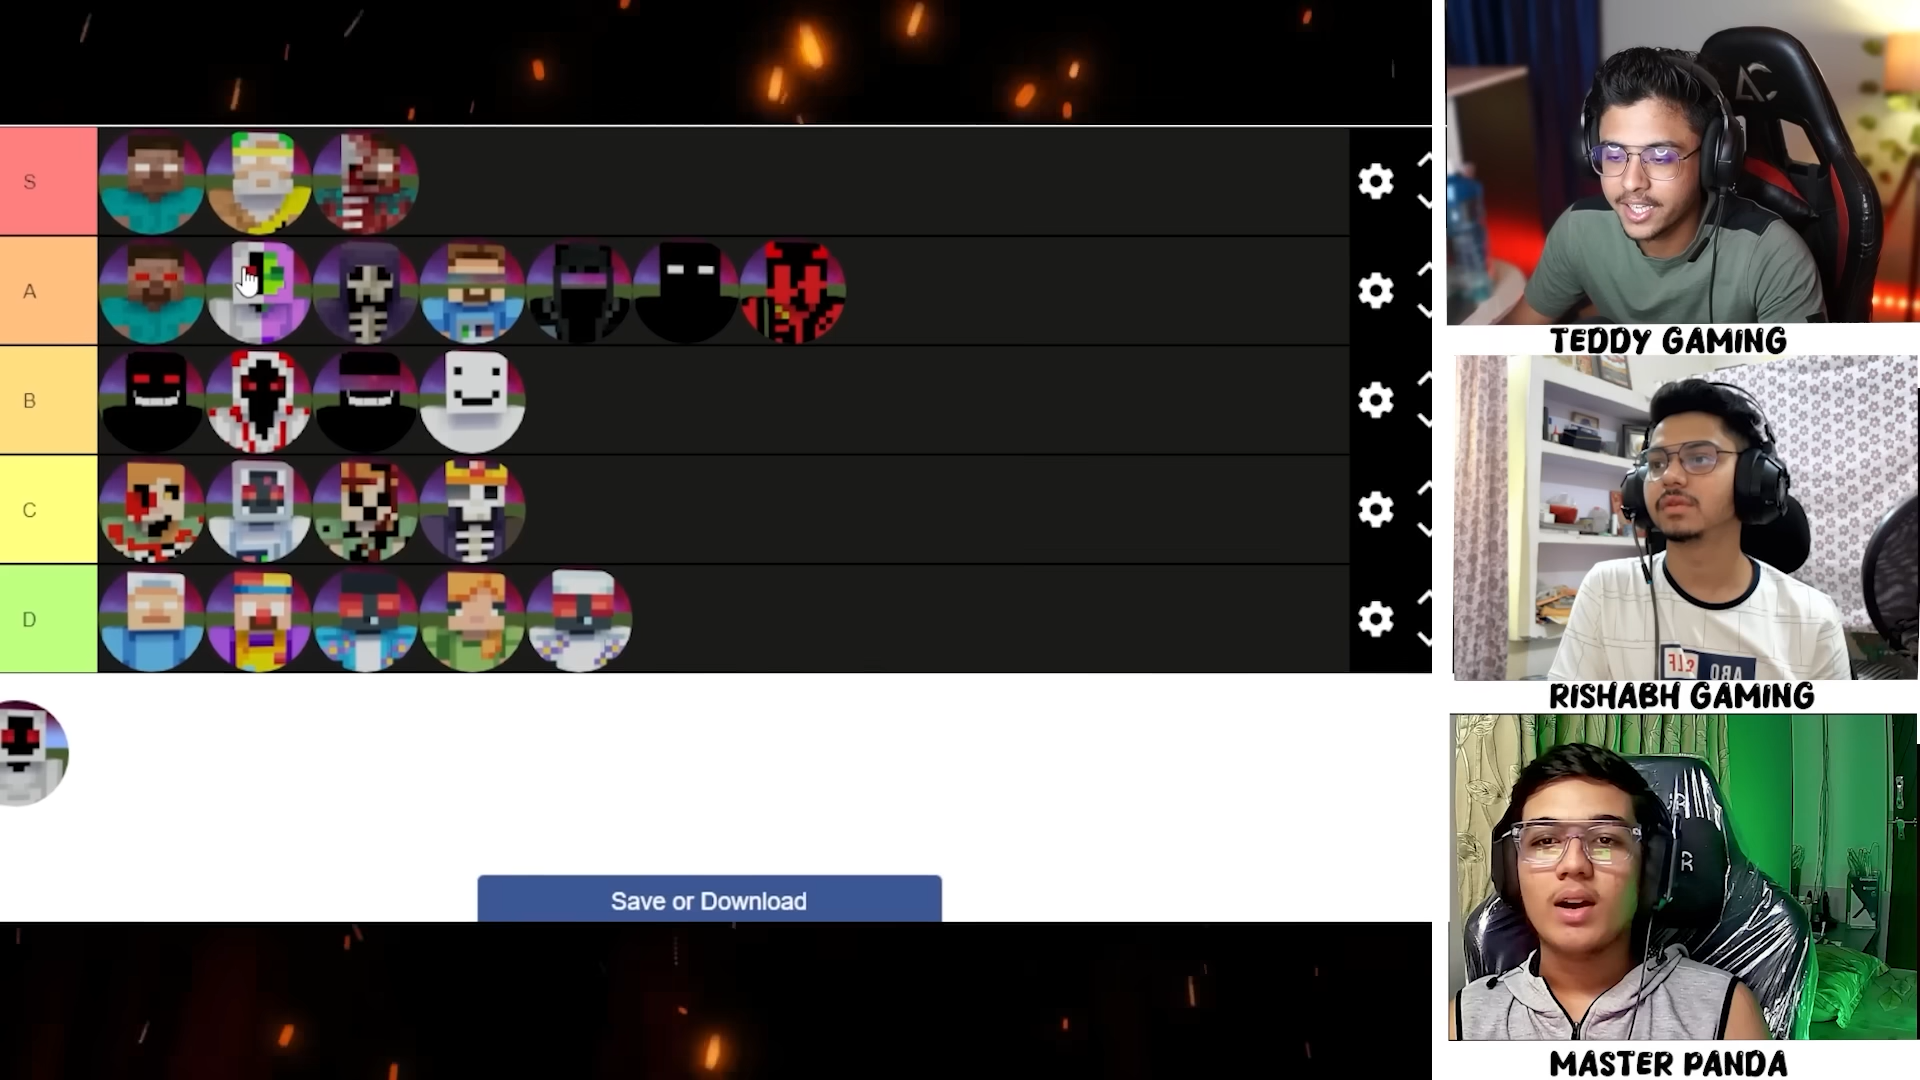 S
A
B
C
D
Save or Download
TEDDY GAMING
RISHABH GAMING
MASTER PANDA